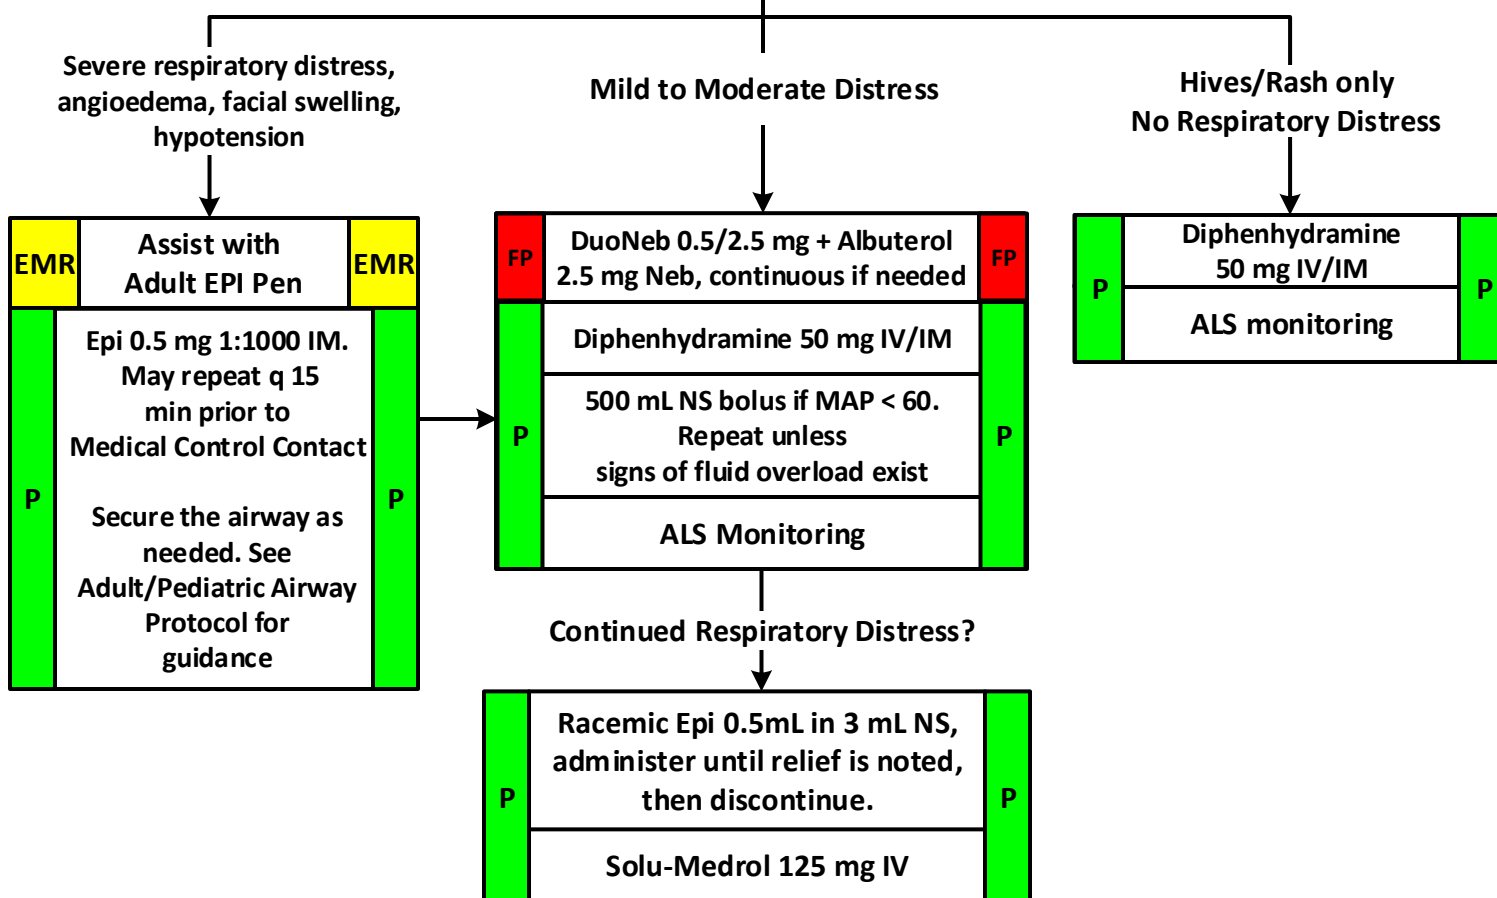 Severe respiratory distress,
angioedema, facial swelling,
hypotension
EMR
Assist with
Adult EPI Pen
EMR
P
Epi 0.5 mg 1:1000 IM.
May repeat q 15
min prior to
Medical Control Contact
Secure the airway as
needed. See
Adult/Pediatric Airway
Protocol for
guidance
P
Mild to Moderate Distress
FP
DuoNeb 0.5/2.5 mg + Albuterol
2.5 mg Neb, continuous if needed
FP
P
Diphenhydramine 50 mg IV/IM
500 mL NS bolus if MAP < 60.
Repeat unless
signs of fluid overload exist
ALS Monitoring
P
Continued Respiratory Distress?
P
Racemic Epi 0.5mL in 3 mL NS,
administer until relief is noted,
then discontinue.
Solu-Medrol 125 mg IV
P
Hives/Rash only
No Respiratory Distress
P
Diphenhydramine
50 mg IV/IM
ALS monitoring
P